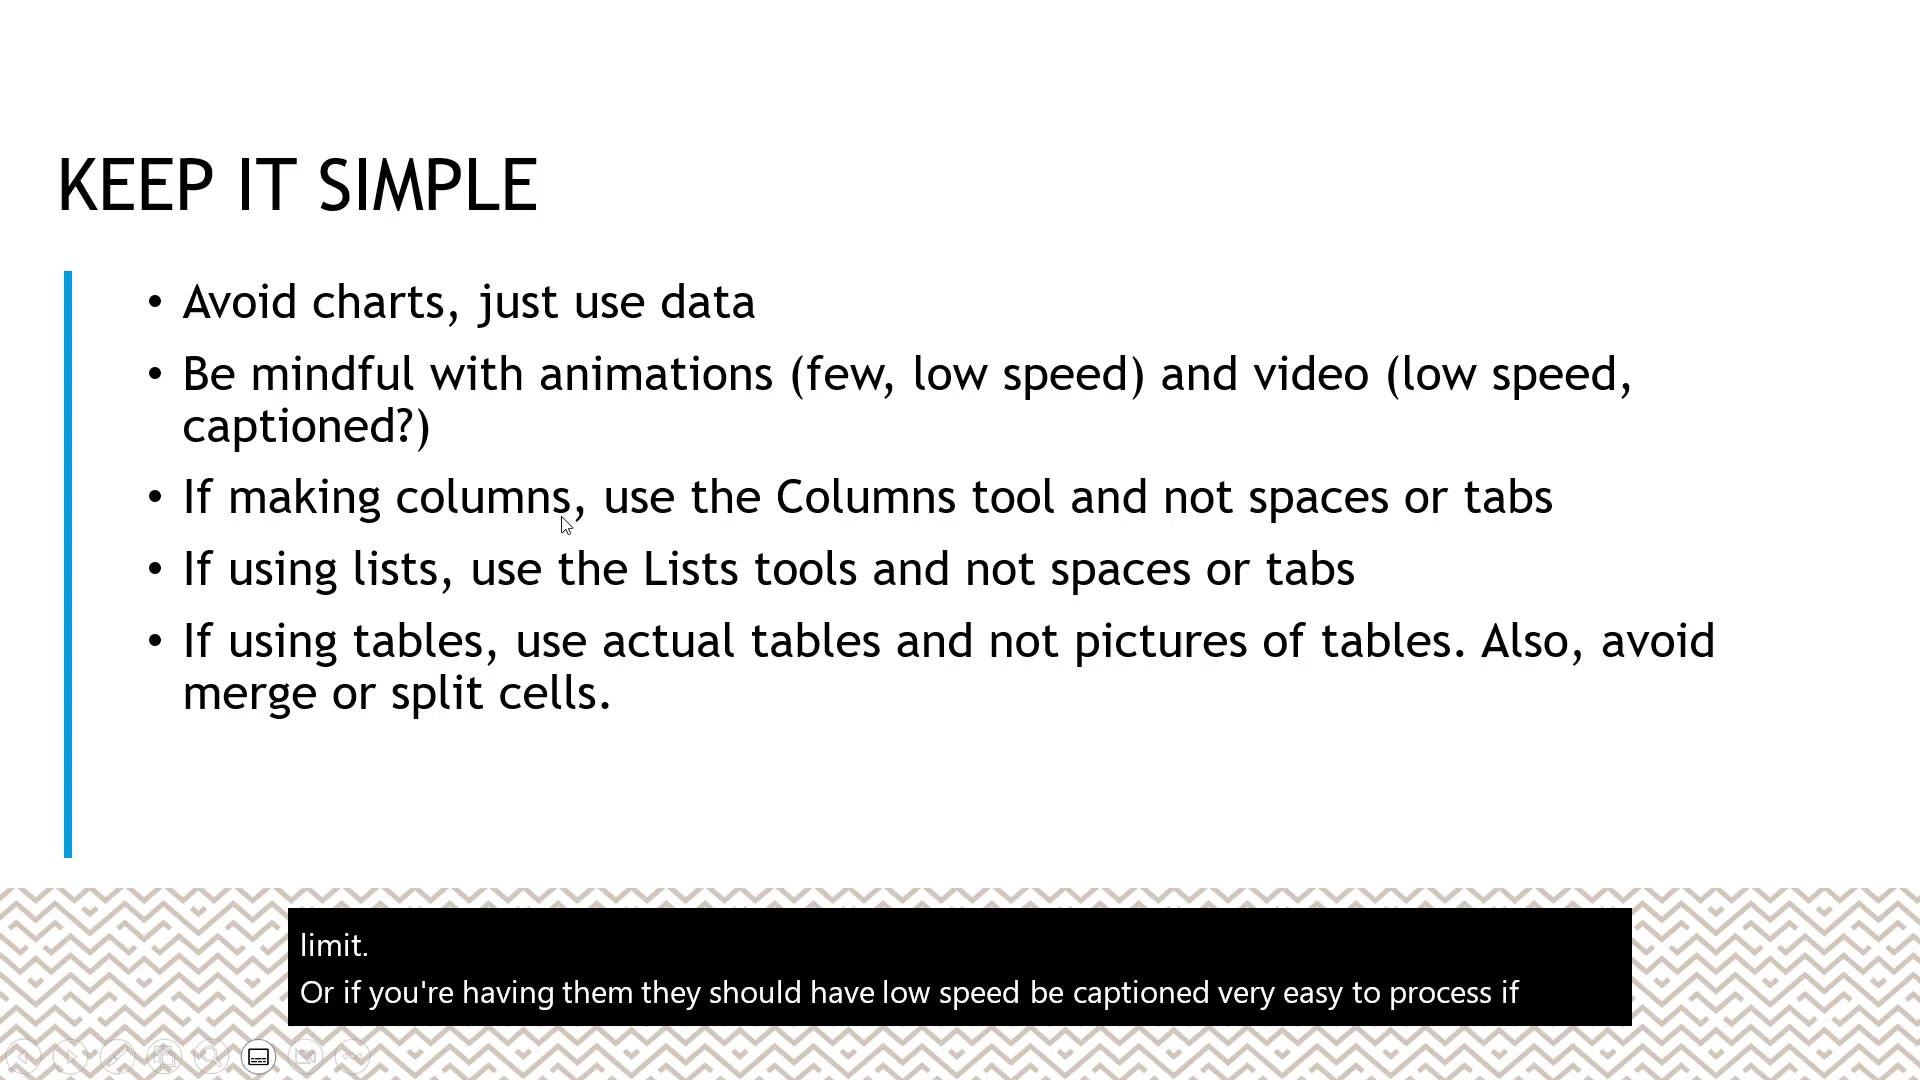 KEEP IT SIMPLE
• Avoid charts, just use data
• Be mindful with animations (few, low speed) and video (low speed,
captioned?)
• If making columns, use the Columns tool and not spaces or tabs
• If using lists, use the Lists tools and not spaces or tabs
• If using tables, use actual tables and not pictures of tables. Also, avoid
merge or split cells.
limit.
Or if you're having them they should have low speed be captioned very easy to process if